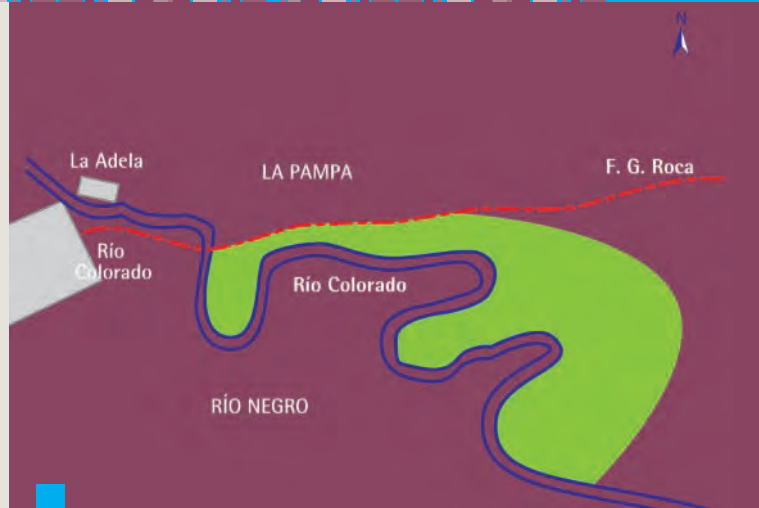 N
La Adela
LA PAMPA
F. G. Roca
Río
Colorado
Río Colorado
RÍO NEGRO